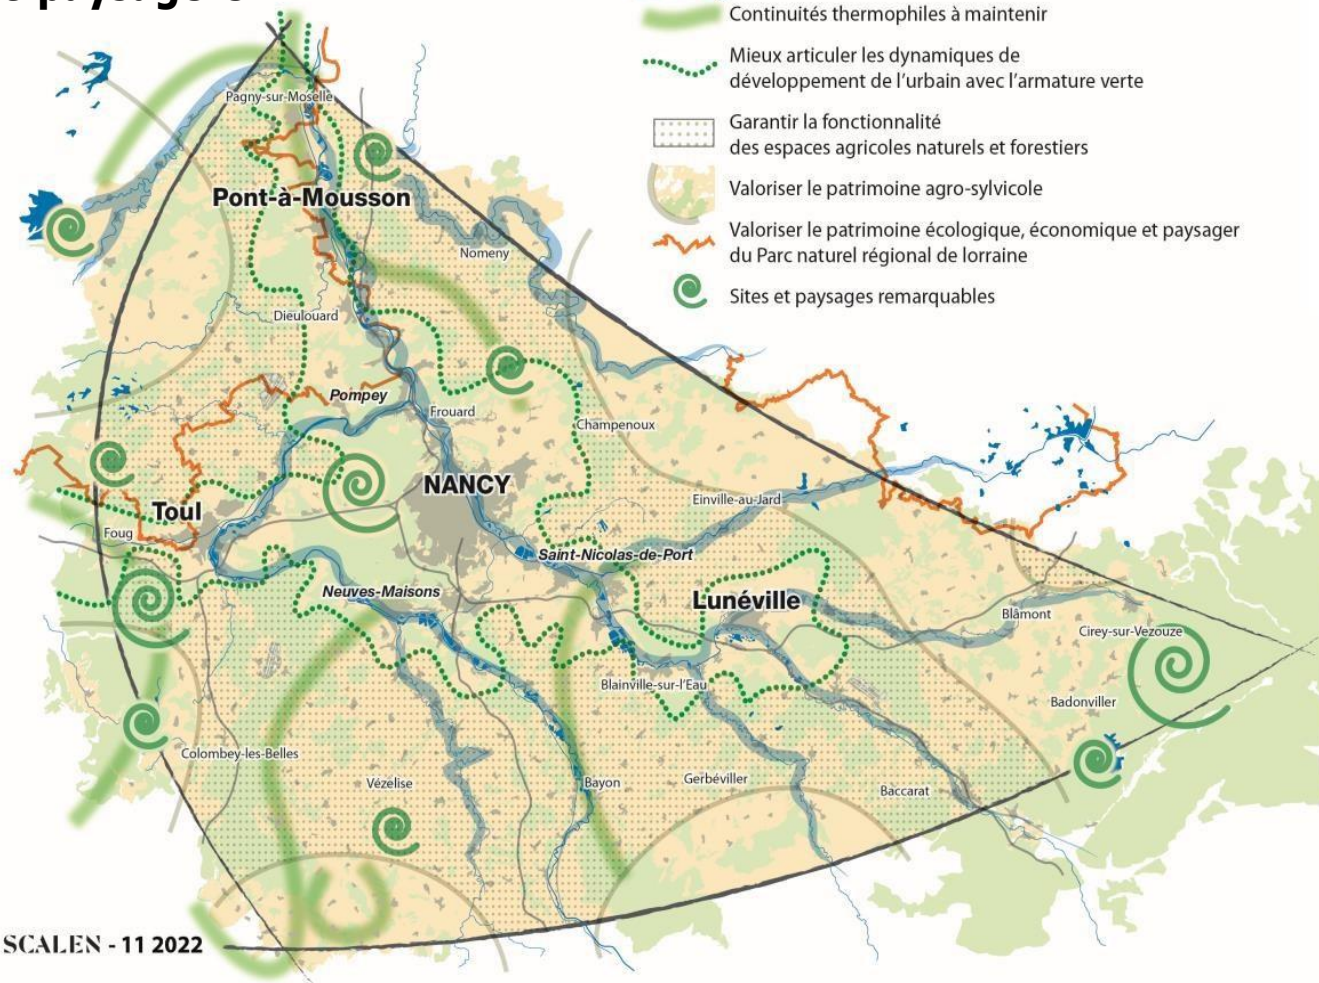 paysagère
Continuités thermophiles à maintenir
Mieux articuler les dynamiques de
développement de l'urbain avec l'armature verte
Garantir la fonctionnalité
des espaces agricoles naturels et forestiers
Valoriser le patrimoine agro-sylvicole
Valoriser le patrimoine écologique, économique et paysager
du Parc naturel régional de lorraine
Sites et paysages remarquables
Pagny-sur-Moselle
Pont-à-Mousson
Nomeny
Dieulouard
Pompey
Frouard
Champenoux
NANCY
Einville-au-Jard
Toul
Foug
Saint-Nicolas-de-Port
Neuves-Maisons
Lunéville
Blâmont
Cirey-sur-Vezouze
Blainville-sur-l'Eau
Badonviller
Colombey-les-Belles
Vézelise
Bayon
Gerbéviller
Baccarat
SCALEN - 11 2022